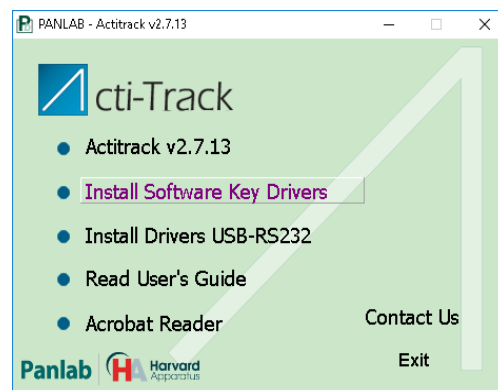 PANLAB - Actitrack v2.7.13
cti-Track
Actitrack v2.7.13
Install Software Key Drivers
Install Drivers USB-RS232
Read User's Guide
Acrobat Reader
Contact Us
Exit
Panlab HA Harvard
Apparatus